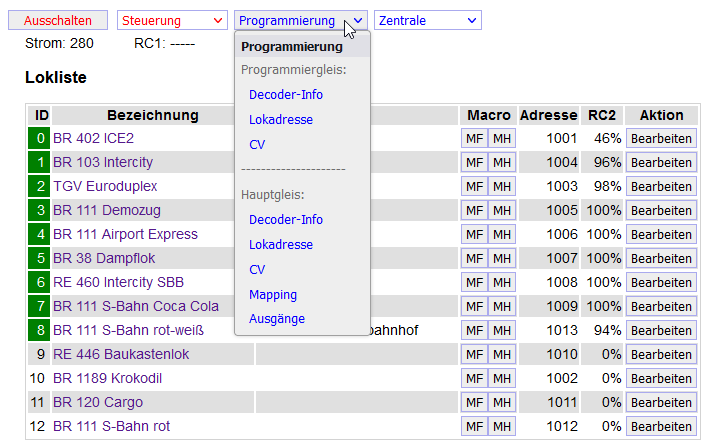 Ausschalten Steuerung Programmierung Zentrale
Strom: 280 RC1: -----
Programmierung
Programmiergleis:
Decoder-Info
Lokadresse
CV
---------------------
Hauptgleis:
Decoder-Info
Lokadresse
CV
Mapping
Ausgänge
Lokliste
ID Bezeichnung Macro Adresse RC2 Aktion
0 BR 402 ICE2 MF MH 1001 46% Bearbeiten
1 BR 103 Intercity MF MH 1004 96% Bearbeiten
2 TGV Euroduplex MF MH 1003 98% Bearbeiten
3 BR 111 Demozug MF MH 1005 100% Bearbeiten
4 BR 111 Airport Express MF MH 1006 100% Bearbeiten
5 BR 38 Dampflok MF MH 1007 100% Bearbeiten
6 RE 460 Intercity SBB MF MH 1008 100% Bearbeiten
7 BR 111 S-Bahn Coca Cola MF MH 1009 100% Bearbeiten
8 BR 111 S-Bahn rot-weiß ahnhof MF MH 1013 94% Bearbeiten
9 RE 446 Baukastenlok MF MH 1010 0% Bearbeiten
10 BR 1189 Krokodil MF MH 1002 0% Bearbeiten
11 BR 120 Cargo MF MH 1011 0% Bearbeiten
12 BR 111 S-Bahn rot MF MH 1012 0% Bearbeiten